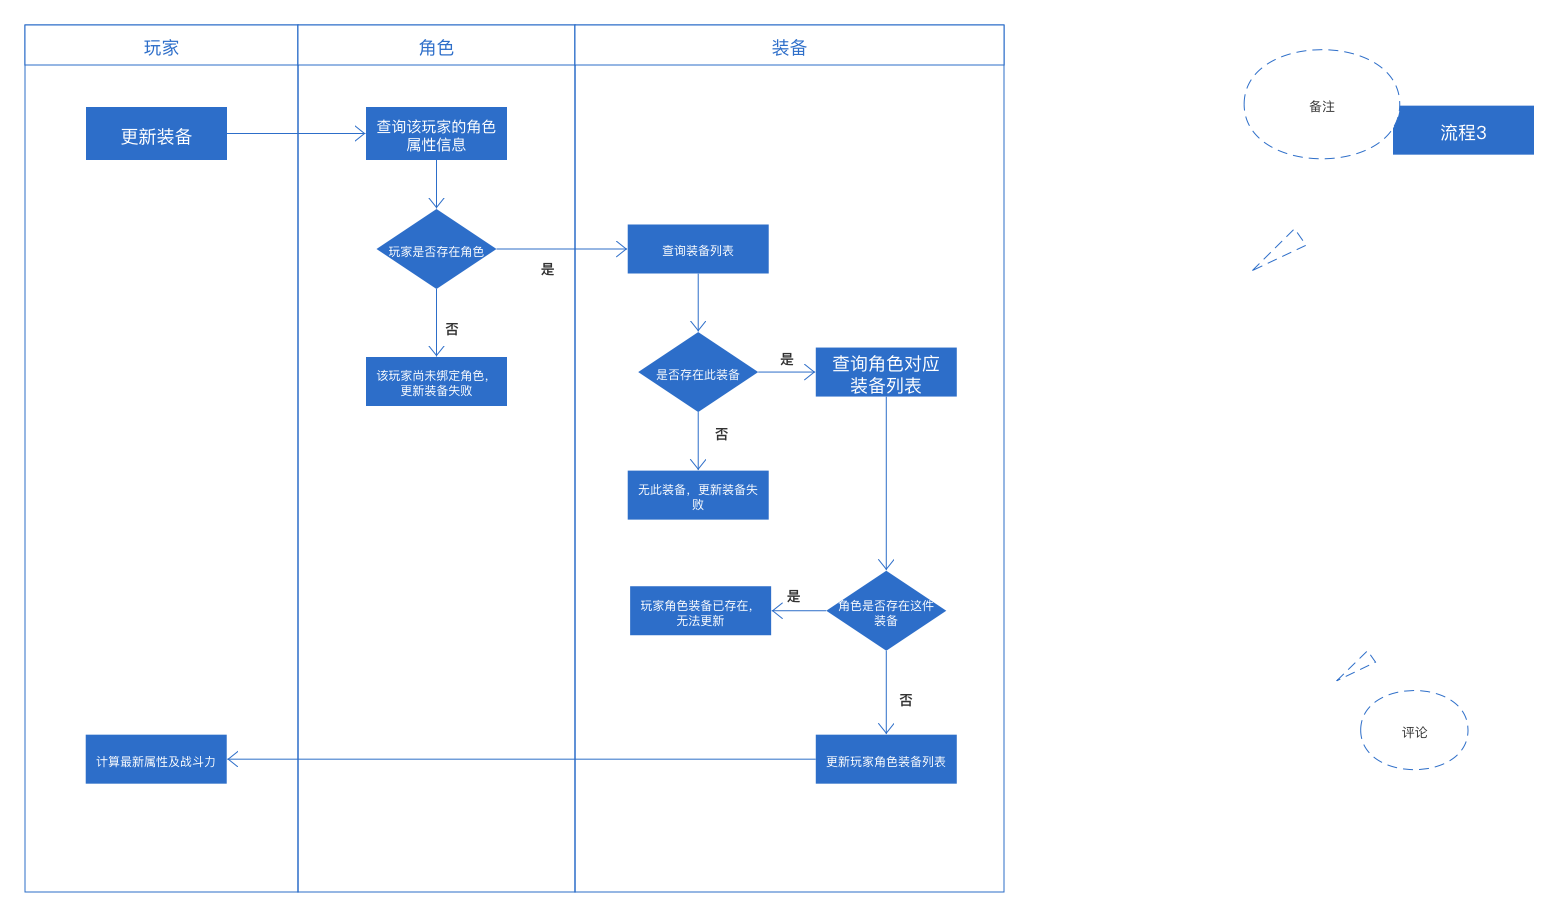 玩家
角色
装备
更新装备
查询该玩家的角色
属性信息
玩家是否存在角色
是
否
该玩家尚未绑定角色，
更新装备失败
查询装备列表
是否存在此装备
是
查询角色对应
装备列表
否
无此装备，更新装备失
败
角色是否存在这件
装备
是
玩家角色装备已存在，
无法更新
否
更新玩家角色装备列表
计算最新属性及战斗力
备注
流程3
评论